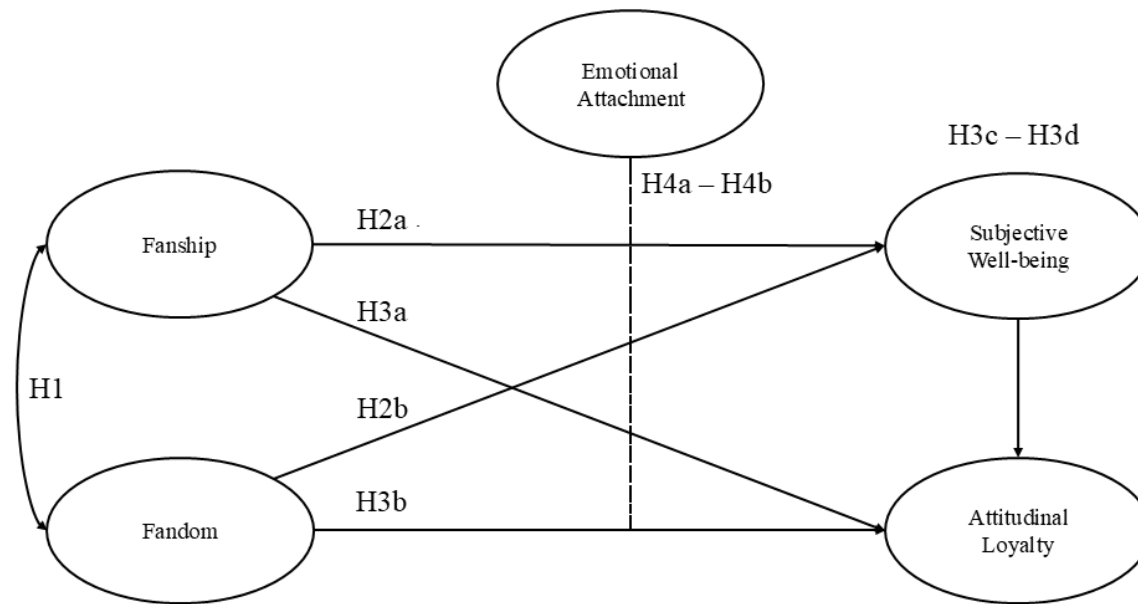 Emotional
Attachment
H3c – H3d
H4a – H4b
H2a
Fanship
Subjective
Well-being
H3a
H1
H2b
H3b
Fandom
Attitudinal
Loyalty